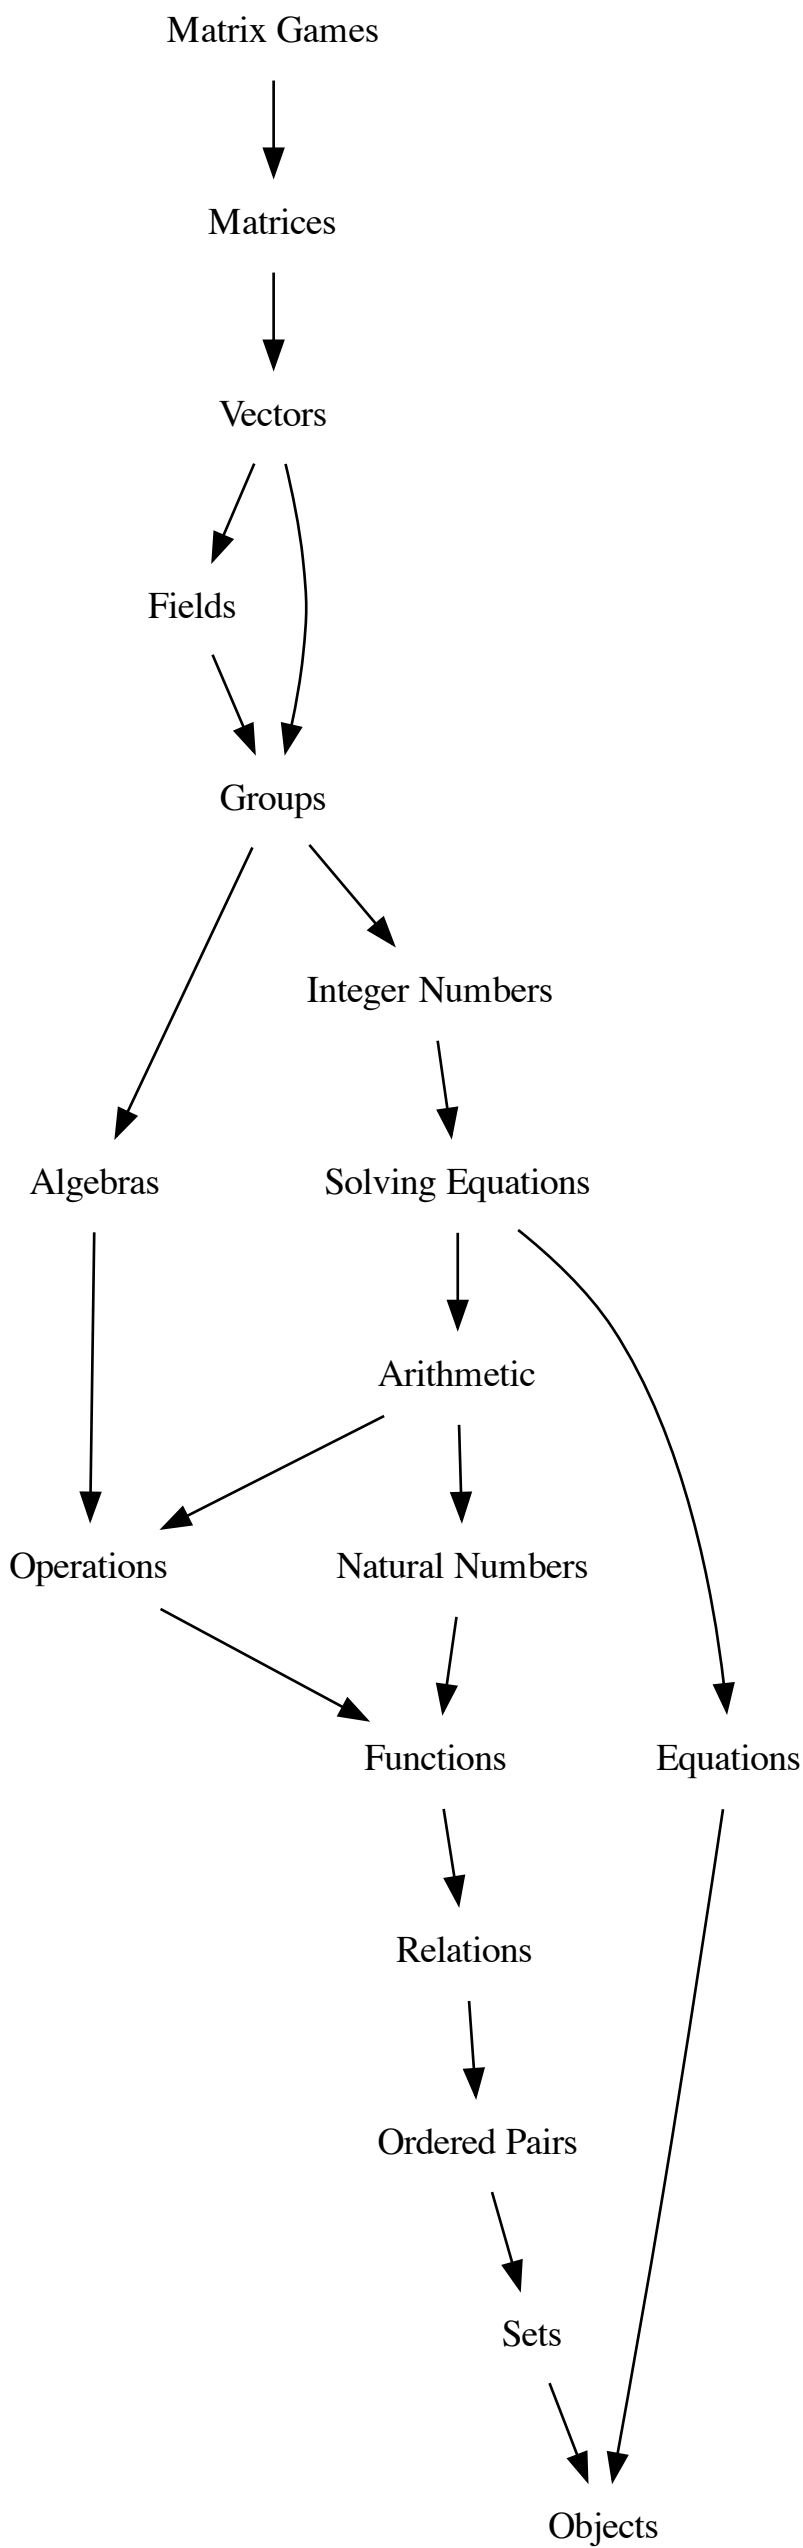 Matrix Games
Matrices
Vectors
Fields
Groups
Integer Numbers
Algebras
Solving Equations
Arithmetic
Operations
Natural Numbers
Functions
Equations
Relations
Ordered Pairs
Sets
Objects